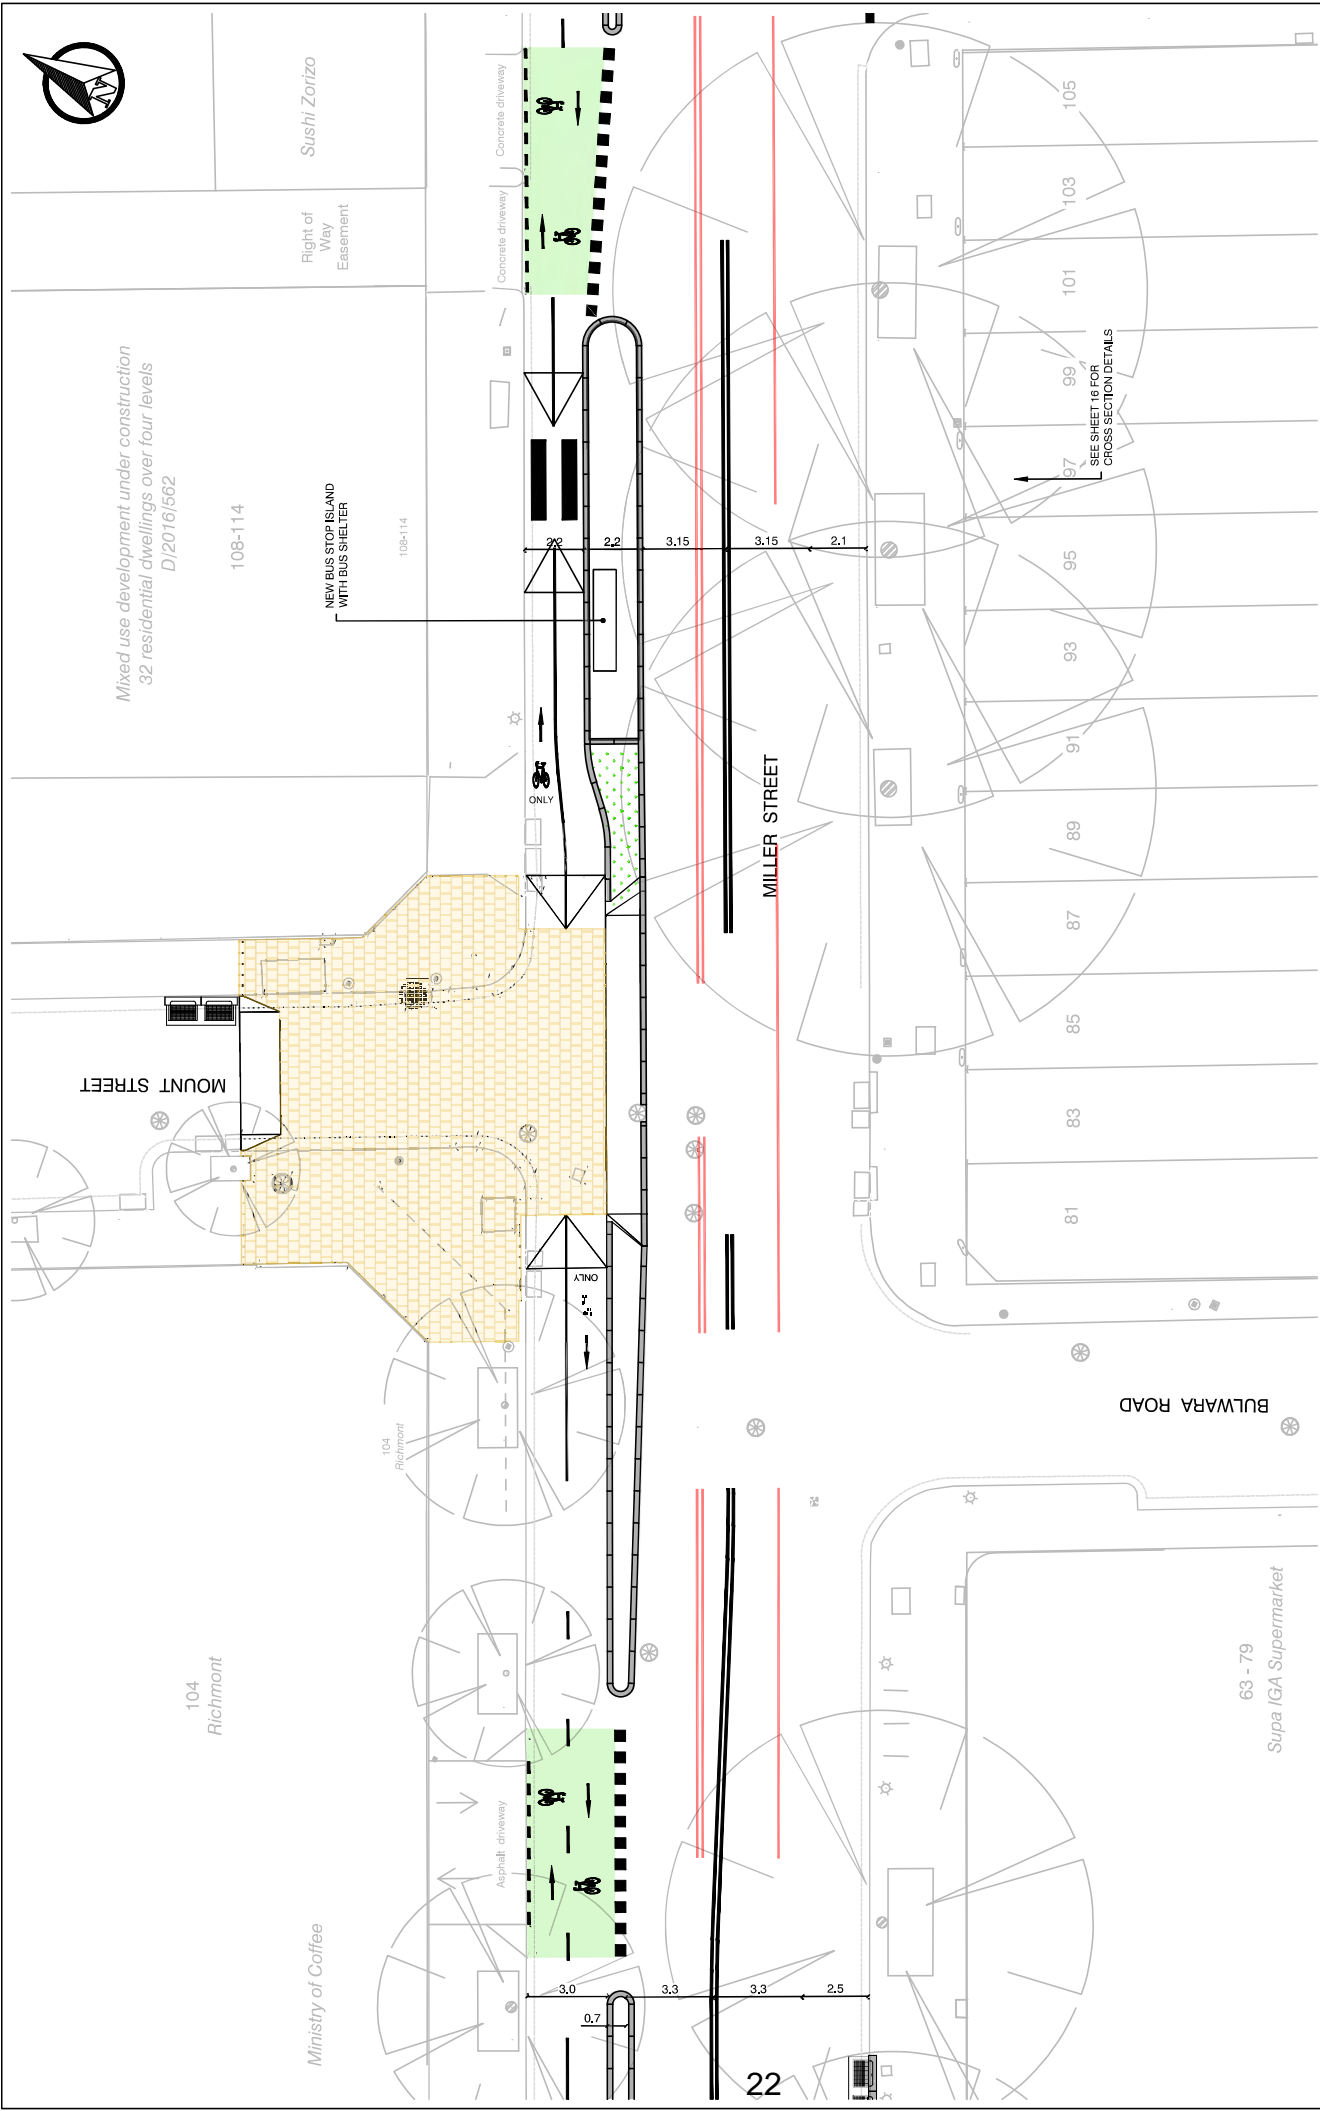 N
Sushi Zorizo
Concrete driveway
Right of
Way
Easement
Concrete driveway
Mixed use development under construction
32 residential dwellings over four levels
D/2016/562
108-114
108-114
NEW BUS STOP ISLAND
WITH BUS SHELTER
SEE SHEET 16 FOR
CROSS SECTION DETAILS
105
103
101
99
97
95
93
91
89
87
85
83
81
2.2
2.2
3.15
3.15
2.1
ONLY
MILLER STREET
MOUNT STREET
ONLY
BULWARA ROAD
104
Richmont
104
Richmont
63 - 79
Supa IGA Supermarket
Asphalt driveway
Ministry of Coffee
3.0
3.3
3.3
2.5
0.7
22